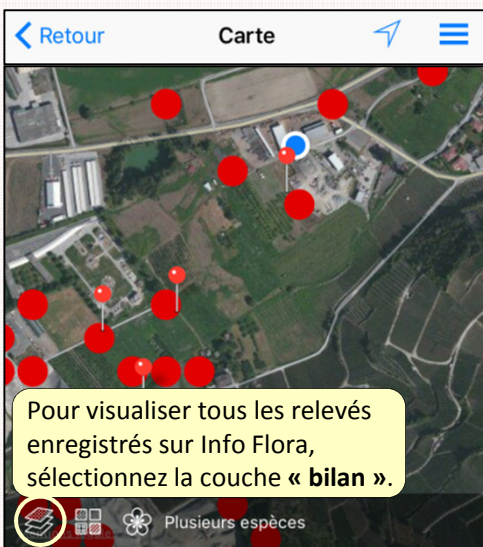 Retour Carte
Pour visualiser tous les relevés
enregistrés sur Info Flora,
sélectionnez la couche « bilan ».
Plusieurs espèces